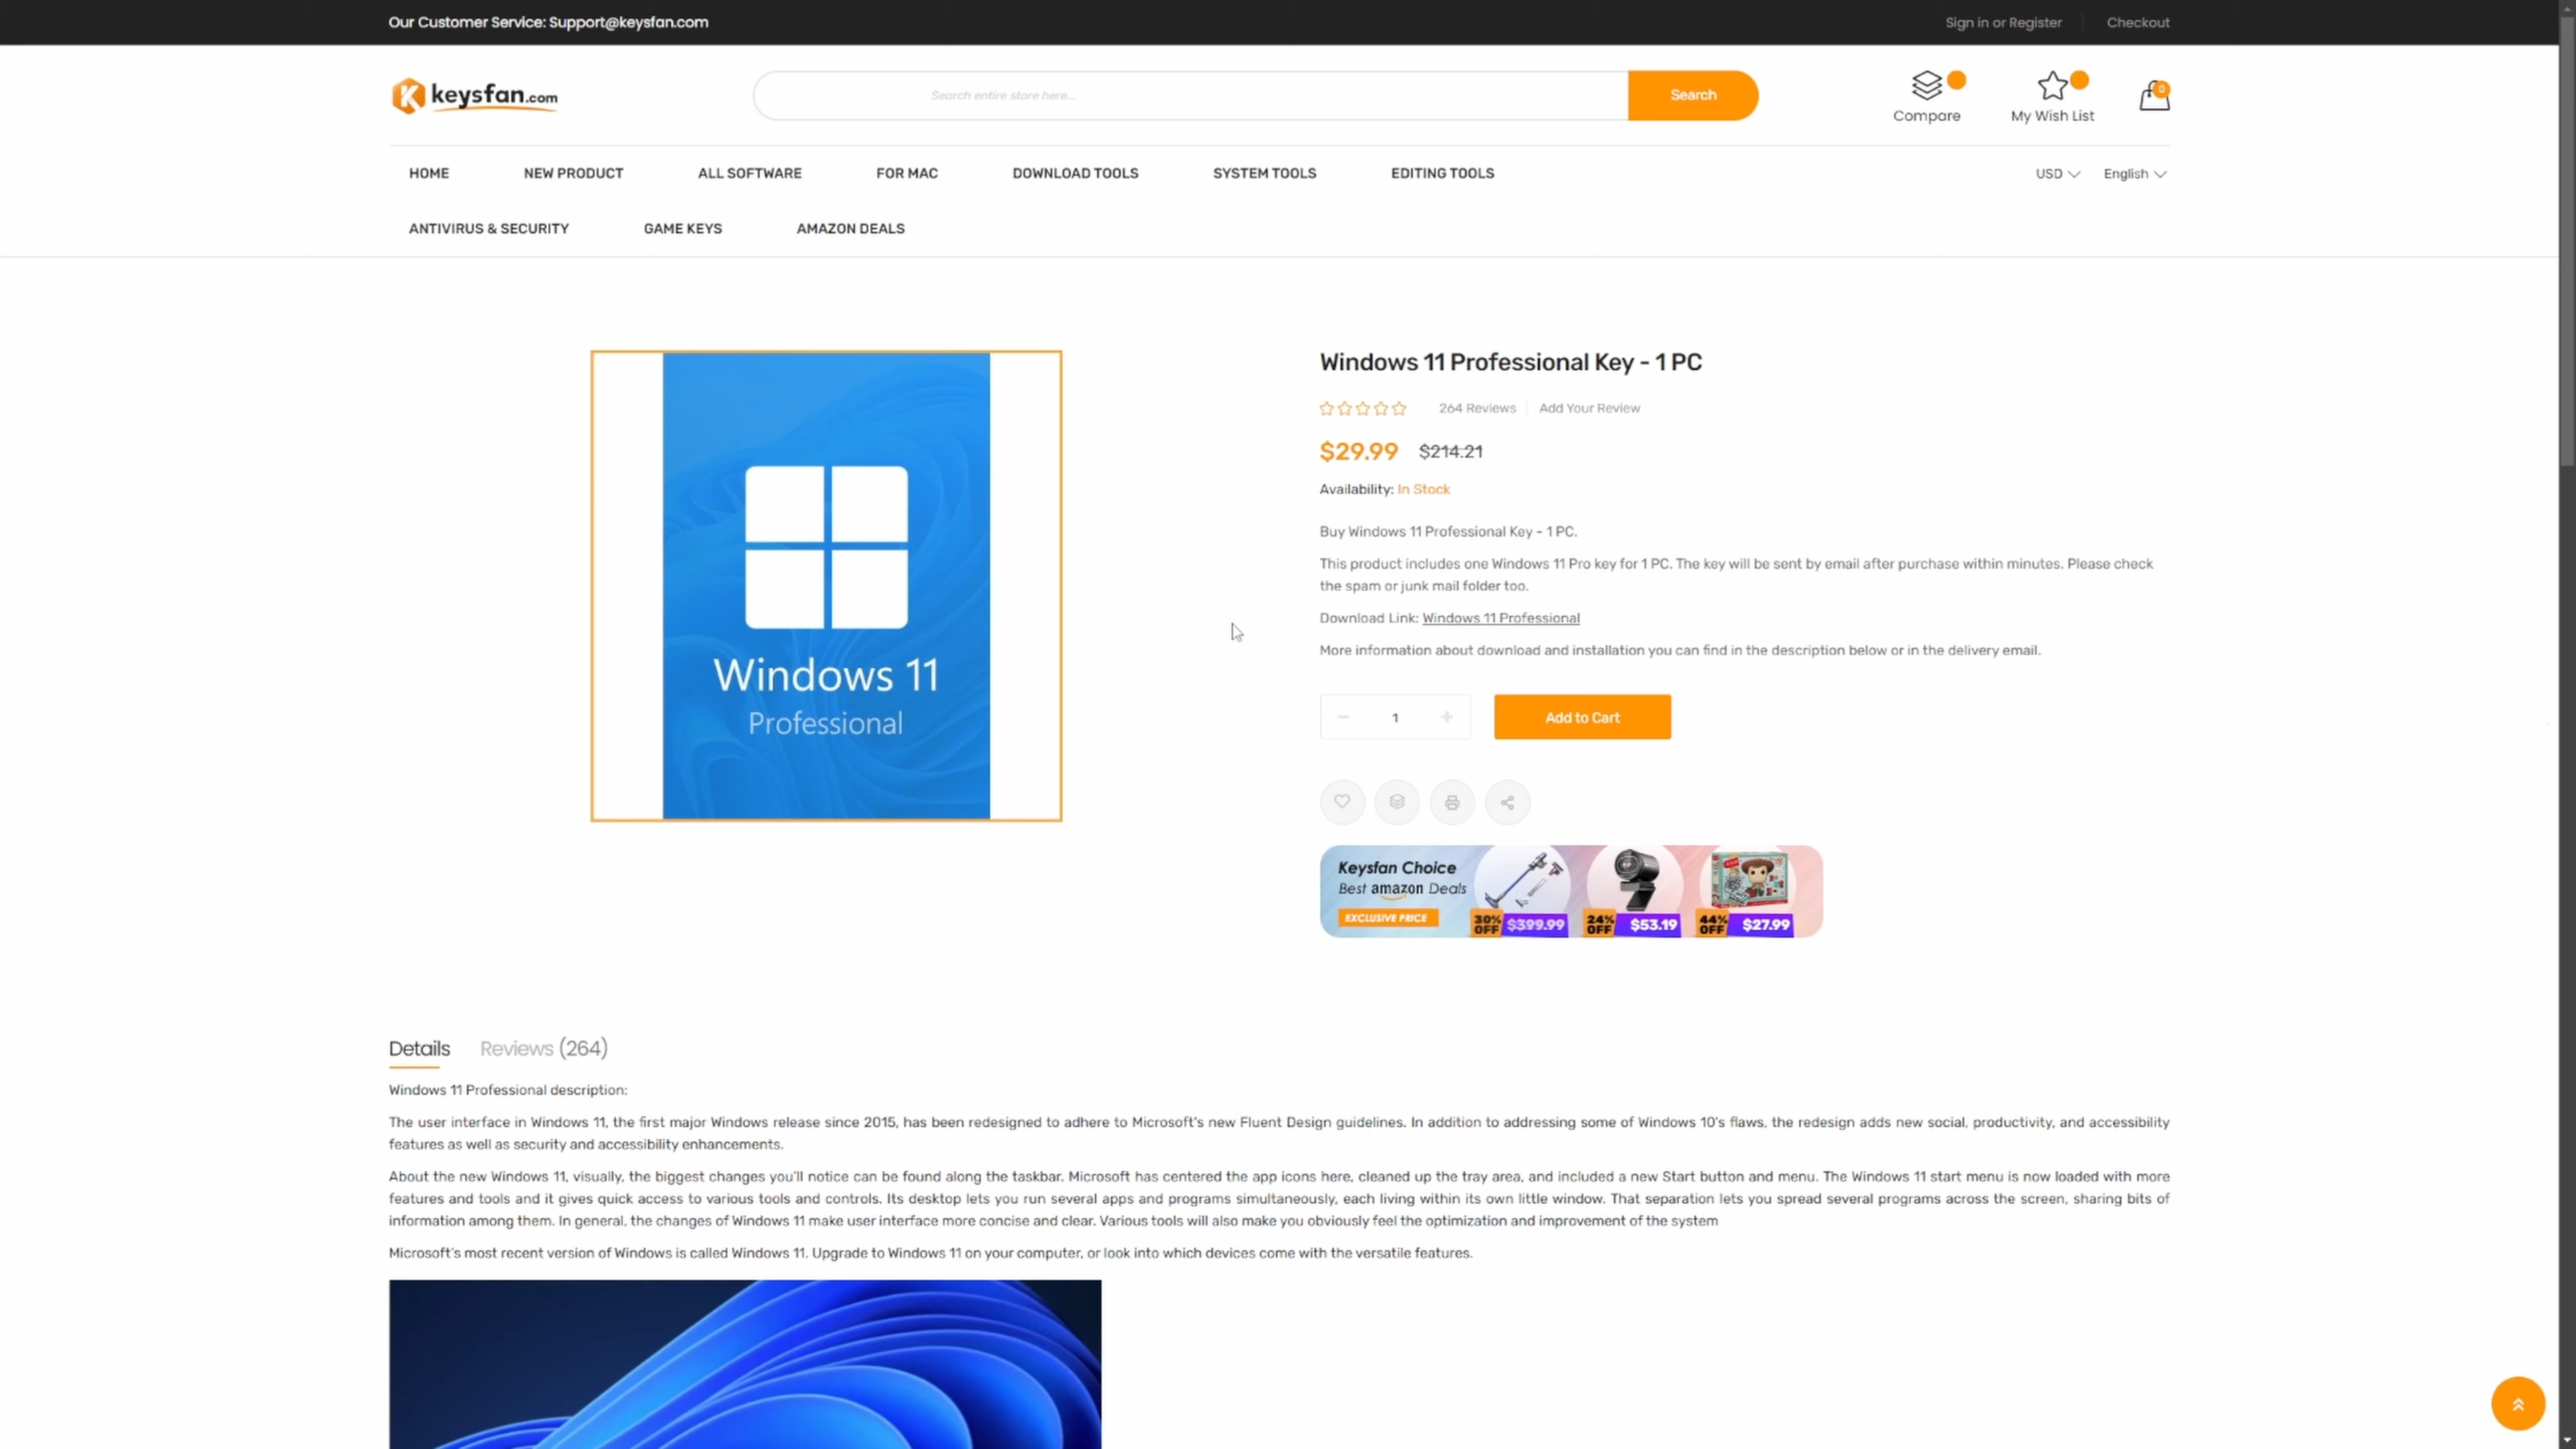 Our Customer Service: Support@keysfan.com
Sign in or Register
Checkout
keysfan.com
Search entire store here...
Search
Compare
My Wish List
0
HOME
NEW PRODUCT
ALL SOFTWARE
FOR MAC
DOWNLOAD TOOLS
SYSTEM TOOLS
EDITING TOOLS
USD
English
ANTIVIRUS & SECURITY
GAME KEYS
AMAZON DEALS
Windows 11
Professional
Windows 11 Professional Key - 1 PC
264 Reviews
Add Your Review
$29.99 $214.21
Availability: In Stock
Buy Windows 11 Professional Key - 1 PC.
This product includes one Windows 11 Pro key for 1 PC. The key will be sent by email after purchase within minutes. Please check
the spam or junk mail folder too.
Download Link: Windows 11 Professional
More information about download and installation you can find in the description below or in the delivery email.
1
Add to Cart
Keysfan Choice
Best amazon Deals
EXCLUSIVE PRICE
30% OFF $399.99
24% OFF $53.19
44% OFF $27.99
Details
Reviews (264)
Windows 11 Professional description:
The user interface in Windows 11, the first major Windows release since 2015, has been redesigned to adhere to Microsoft's new Fluent Design guidelines. In addition to addressing some of Windows 10's flaws, the redesign adds new social, productivity, and accessibility
features as well as security and accessibility enhancements.
About the new Windows 11, visually, the biggest changes you'll notice can be found along the taskbar. Microsoft has centered the app icons here, cleaned up the tray area, and included a new Start button and menu. The Windows 11 start menu is now loaded with more
features and tools and it gives quick access to various tools and controls. Its desktop lets you run several apps and programs simultaneously, each living within its own little window. That separation lets you spread several programs across the screen, sharing bits of
information among them. In general, the changes of Windows 11 make user interface more concise and clear. Various tools will also make you obviously feel the optimization and improvement of the system
Microsoft's most recent version of Windows is called Windows 11. Upgrade to Windows 11 on your computer, or look into which devices come with the versatile features.